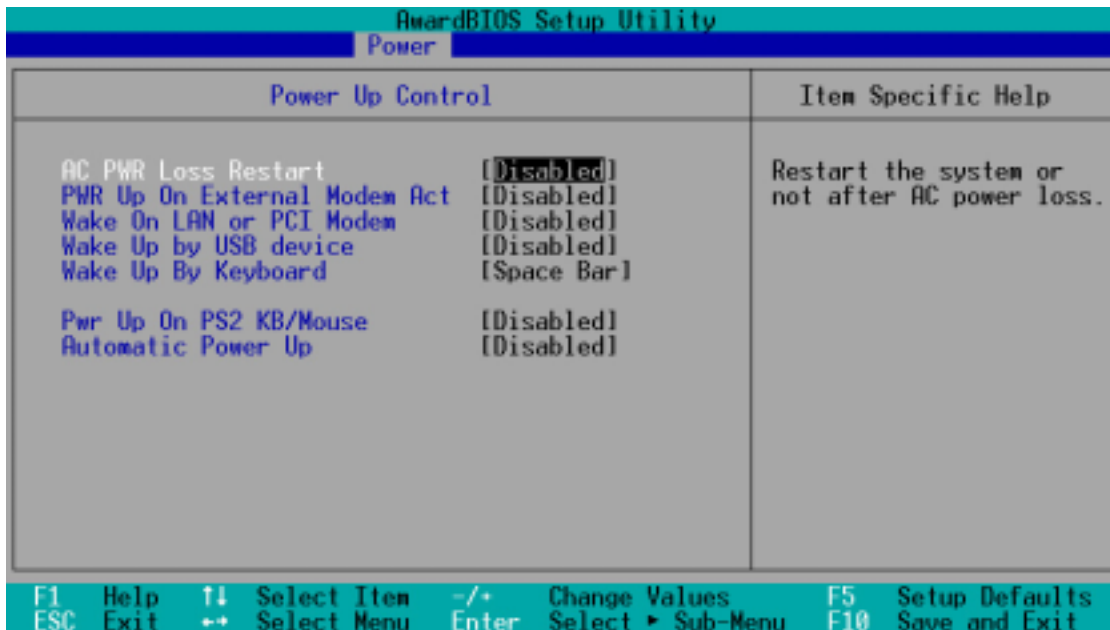 AwardBIOS Setup Utility
Power
Power Up Control
Item Specific Help
AC PWR Loss Restart [Disabled]
PWR Up On External Modem Act [Disabled]
Wake On LAN or PCI Modem [Disabled]
Wake Up by USB device [Disabled]
Wake Up By Keyboard [Space Bar]
Pwr Up On PS2 KB/Mouse [Disabled]
Automatic Power Up [Disabled]
Restart the system or
not after AC power loss.
F1 Help ↑↓ Select Item -/+ Change Values F5 Setup Defaults
ESC Exit ←→ Select Menu Enter Select ► Sub-Menu F10 Save and Exit